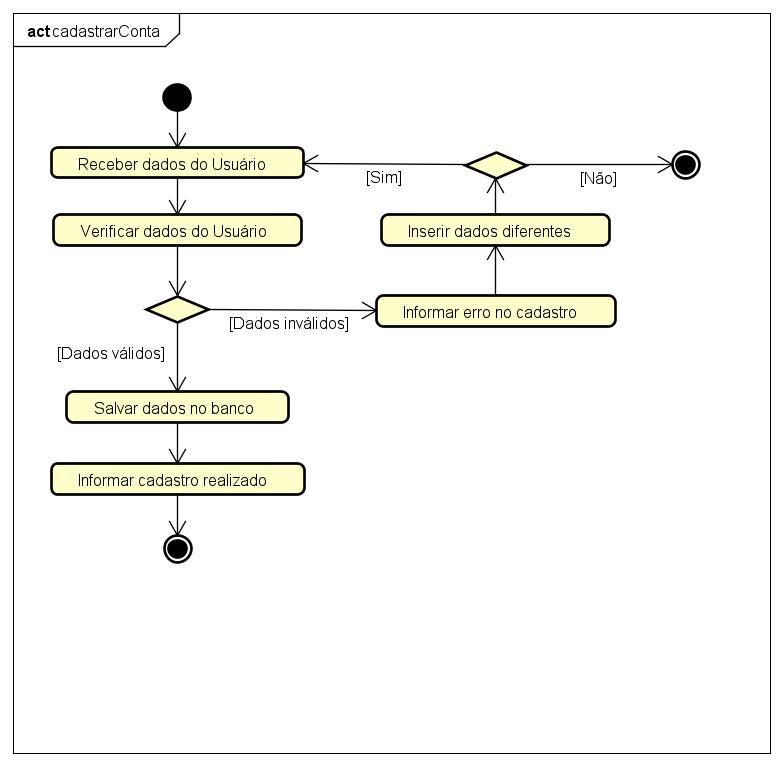 act cadastrarConta
Receber dados do Usuário
[Sim]
[Não]
Verificar dados do Usuário
Inserir dados diferentes
Informar erro no cadastro
[Dados inválidos]
[Dados válidos]
Salvar dados no banco
Informar cadastro realizado